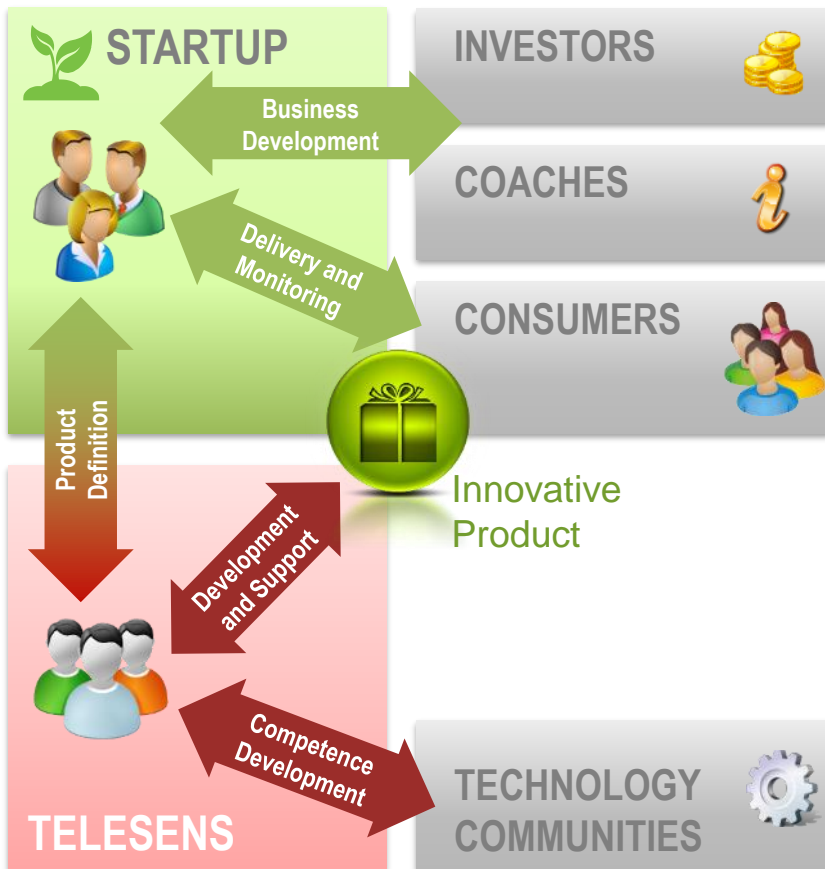 STARTUP
INVESTORS
Business
Development
COACHES
Delivery and
Monitoring
CONSUMERS
Product
Definition
Innovative
Product
Development
and Support
Competence
Development
TECHNOLOGY
COMMUNITIES
TELESENS